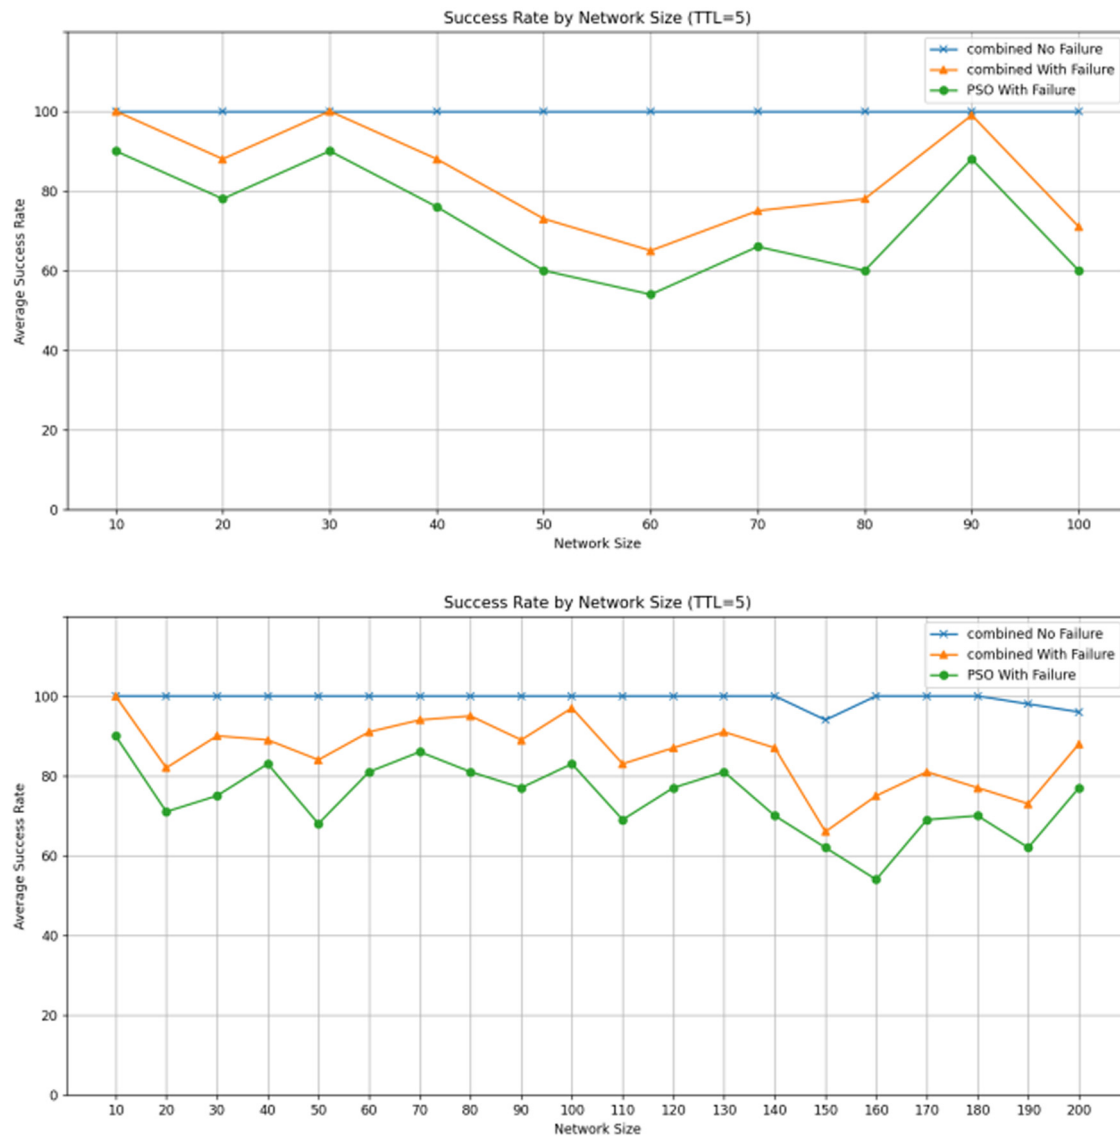 Success Rate by Network Size (TTL=5)
combined No Failure
combined With Failure
PSO With Failure
100
80
60
40
20
0
Average Success Rate
10 20 30 40 50 60 70 80 90 100
Network Size
Success Rate by Network Size (TTL=5)
combined No Failure
combined With Failure
PSO With Failure
100
80
60
40
20
0
Average Success Rate
10 20 30 40 50 60 70 80 90 100 110 120 130 140 150 160 170 180 190 200
Network Size